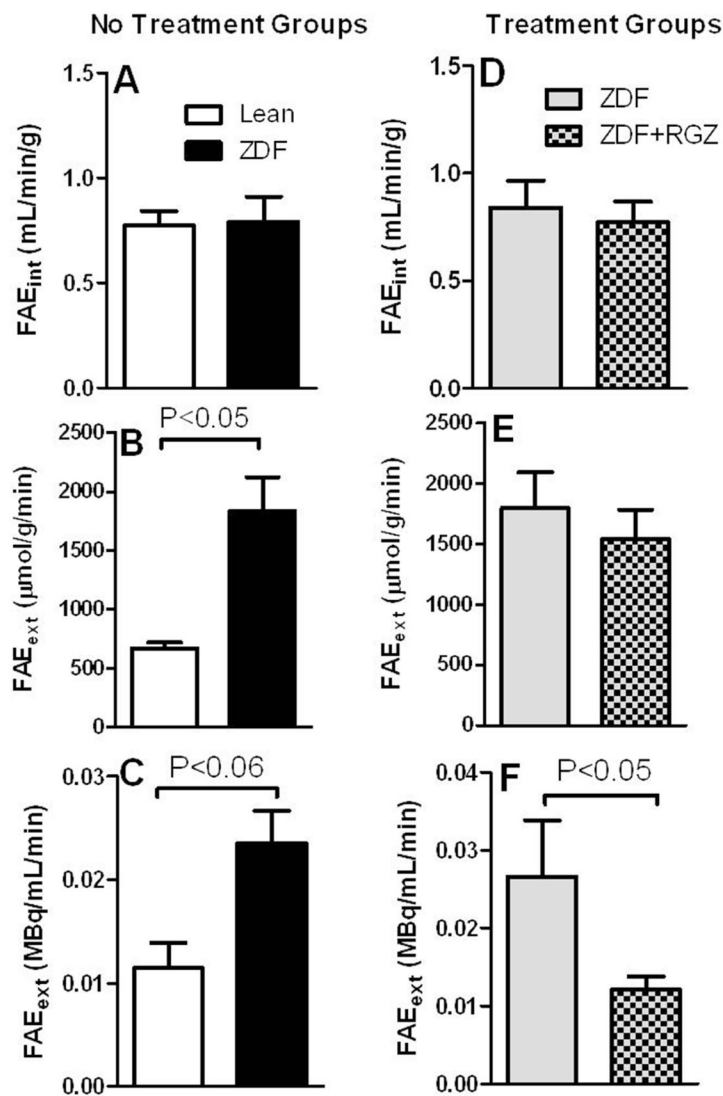 No Treatment Groups
A
Lean
ZDF
FAEint (mL/min/g)
1.5
1.0
0.5
0.0
B
P<0.05
FAEext (µmol/g/min)
2500
2000
1500
1000
500
0
C
P<0.06
FAEext (MBq/mL/min)
0.03
0.02
0.01
0.00
Treatment Groups
D
ZDF
ZDF+RGZ
FAEint (mL/min/g)
1.5
1.0
0.5
0.0
E
FAEext (µmol/g/min)
2500
2000
1500
1000
500
0
F
P<0.05
FAEext (MBq/mL/min)
0.04
0.03
0.02
0.01
0.00